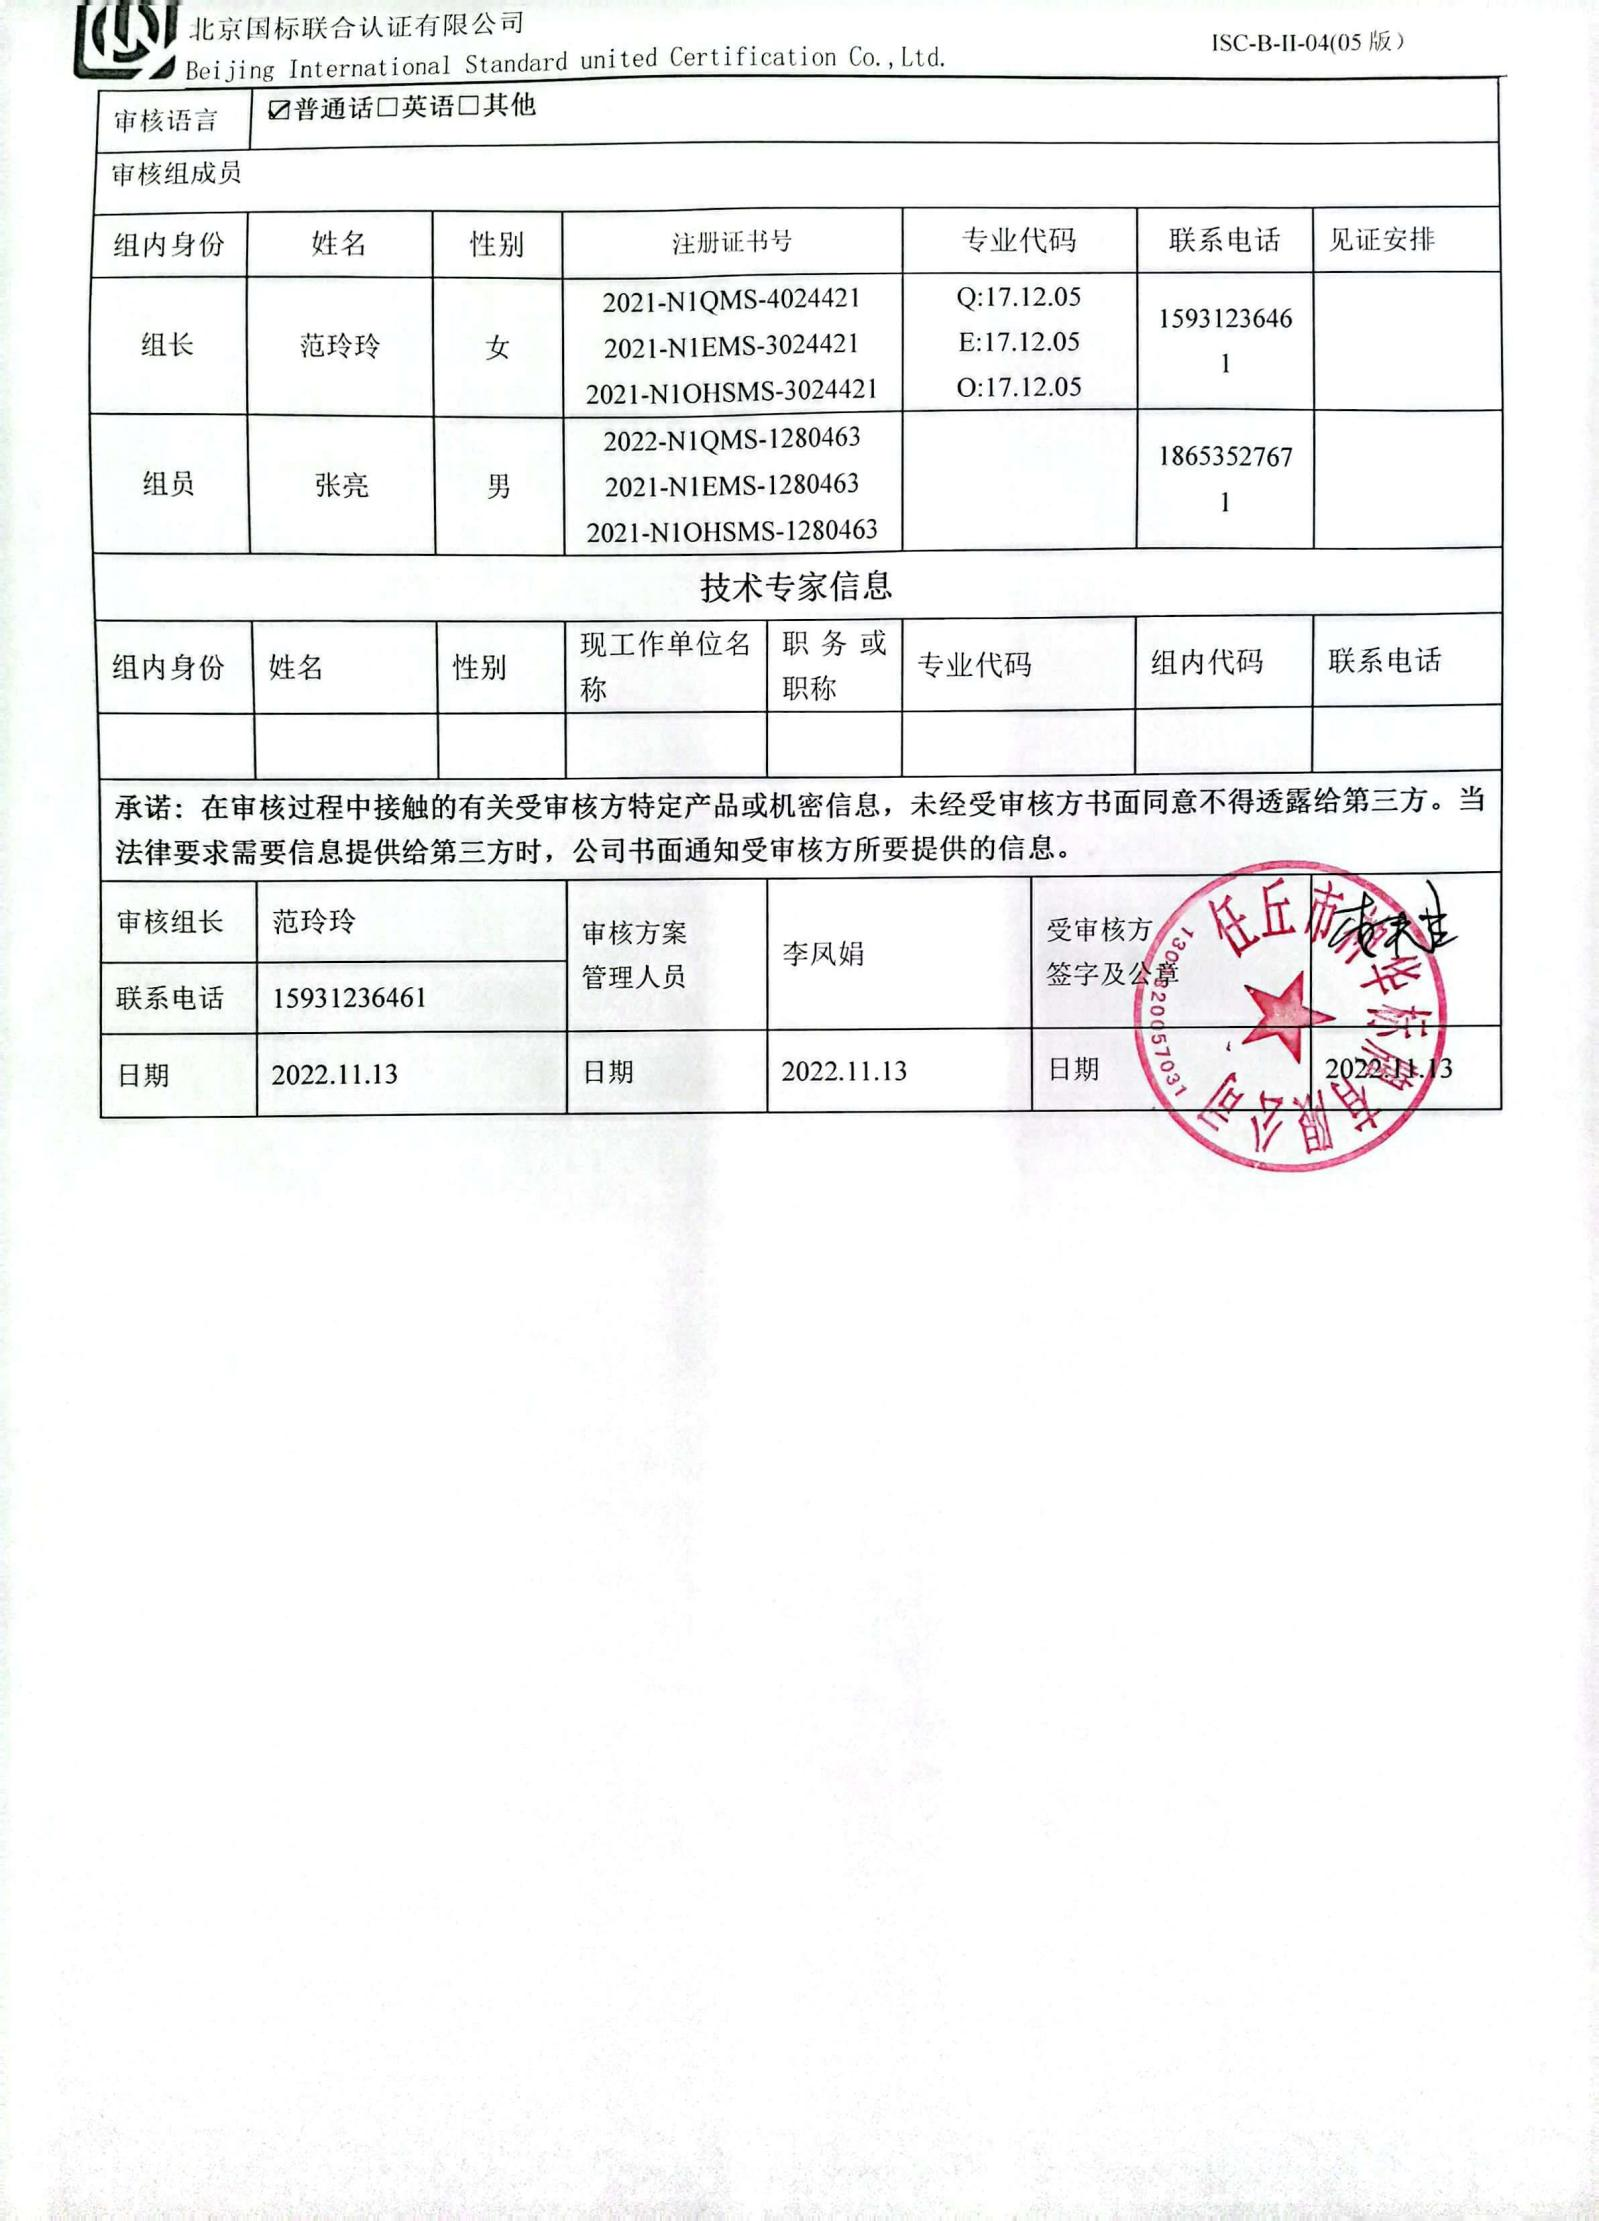 北京国标联合认证有限公司
Beijing International Standard united Certification Co.,Ltd.
ISC-B-II-04(05 版)
审核语言 ☑普通话□英语□其他
审核组成员
组内身份 姓名 性别 注册证书号 专业代码 联系电话 见证安排
组长 范玲玲 女
2021-N1QMS-4024421
2021-N1EMS-3024421
2021-N1OHSMS-3024421
Q:17.12.05
E:17.12.05
O:17.12.05
1593123646
1
组员 张亮 男
2022-N1QMS-1280463
2021-N1EMS-1280463
2021-N1OHSMS-1280463
1865352767
1
技术专家信息
组内身份 姓名 性别
现工作单位名
称
职 务 或
职称
专业代码 组内代码 联系电话
承诺：在审核过程中接触的有关受审核方特定产品或机密信息，未经受审核方书面同意不得透露给第三方。当
法律要求需要信息提供给第三方时，公司书面通知受审核方所要提供的信息。
审核组长 范玲玲
审核方案
管理人员
李凤娟
受审核方
签字及公章
联系电话 15931236461
日期 2022.11.13 日期 2022.11.13 日期 2022.11.13
任丘市 华标牌有限公司